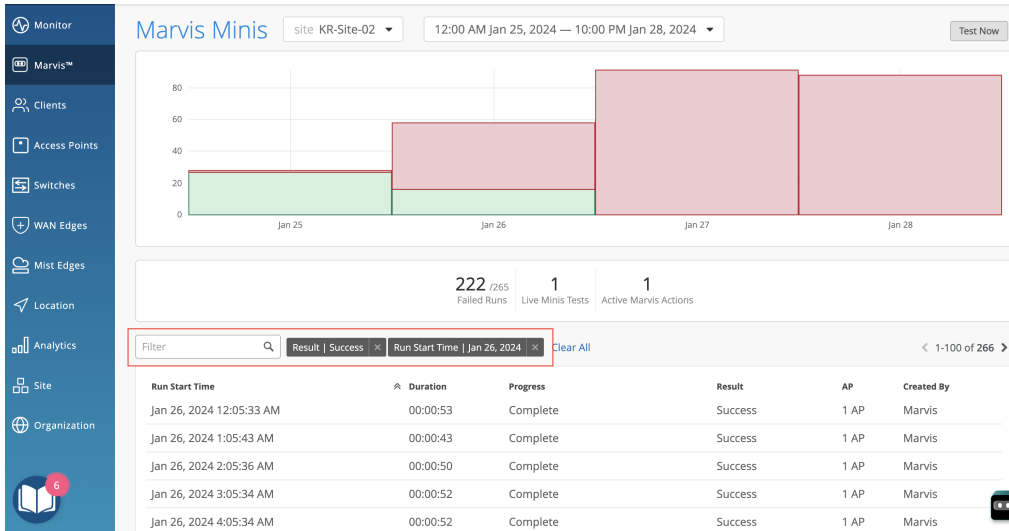 Monitor
Marvis™
Clients
Access Points
Switches
WAN Edges
Mist Edges
Location
Analytics
Site
Organization
6
Marvis Minis
site KR-Site-02
12:00 AM Jan 25, 2024 — 10:00 PM Jan 28, 2024
Test Now
80
60
40
20
0
Jan 25 Jan 26 Jan 27 Jan 28
222 /265 1 1
Failed Runs Live Minis Tests Active Marvis Actions
Filter Result | Success × Run Start Time | Jan 26, 2024 × Clear All 1-100 of 266
Run Start Time Duration Progress Result AP Created By
Jan 26, 2024 12:05:33 AM 00:00:53 Complete Success 1 AP Marvis
Jan 26, 2024 1:05:43 AM 00:00:43 Complete Success 1 AP Marvis
Jan 26, 2024 2:05:36 AM 00:00:50 Complete Success 1 AP Marvis
Jan 26, 2024 3:05:34 AM 00:00:52 Complete Success 1 AP Marvis
Jan 26, 2024 4:05:34 AM 00:00:52 Complete Success 1 AP Marvis